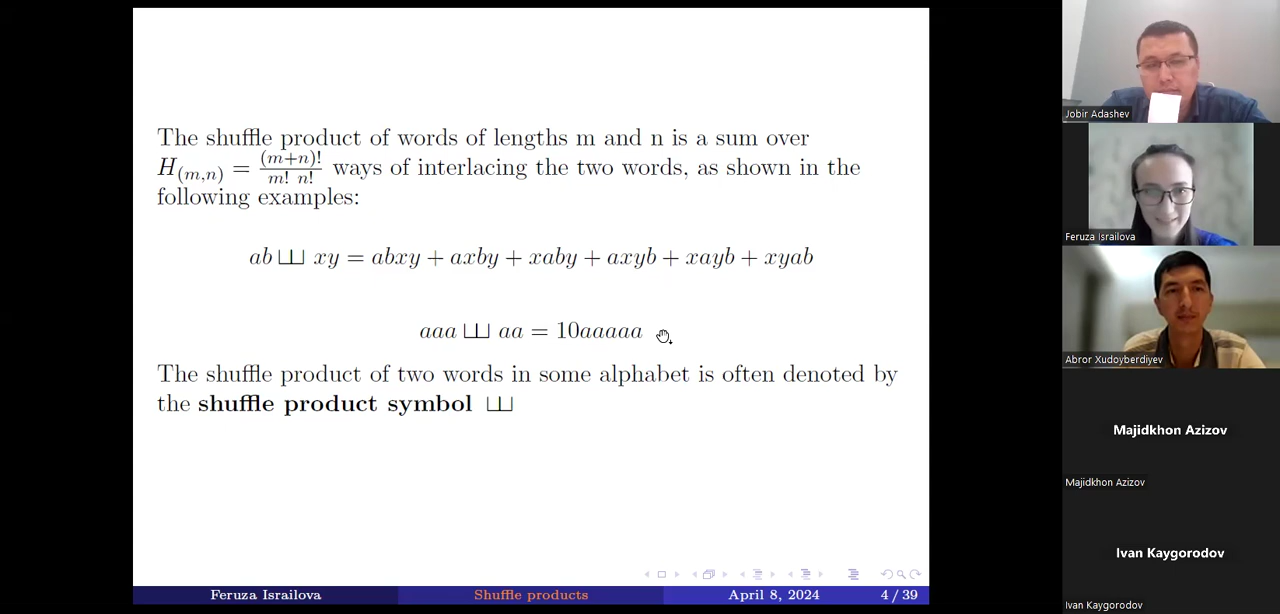 The shuffle product of words of lengths m and n is a sum over
H_{(m,n)} = \frac{(m+n)!}{m! n!} ways of interlacing the two words, as shown in the
following examples:
ab ⧢ xy = abxy + axby + xaby + axyb + xayb + xyab
aaa ⧢ aa = 10aaaaa
The shuffle product of two words in some alphabet is often denoted by
the shuffle product symbol ⧢
Feruza Israilova Shuffle products April 8, 2024 4 / 39
Jobir Adashev
Feruza Israilova
Abror Xudoyberdiyev
Majidkhon Azizov
Majidkhon Azizov
Ivan Kaygorodov
Ivan Kaygorodov